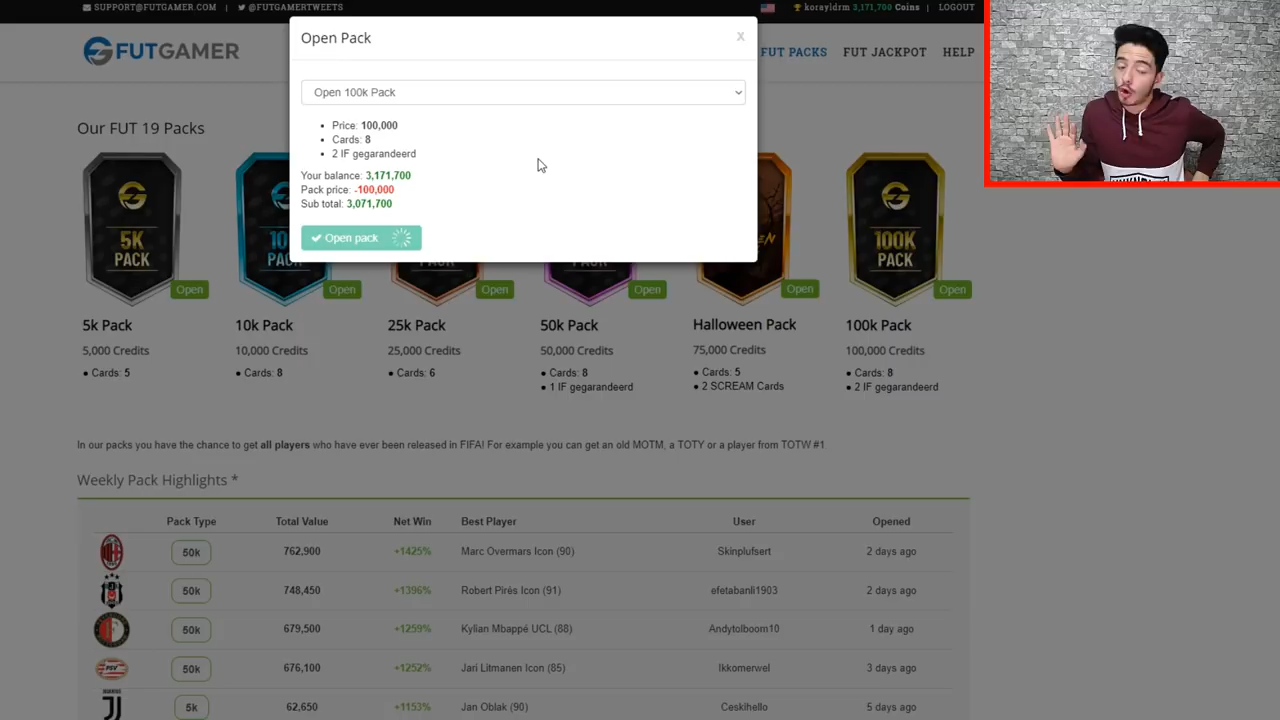 SUPPORT@FUTGAMER.COM | @FUTGAMERTWEETS
korayldrm 3,171,700 Coins | LOGOUT
FUTGAMER
FUT PACKS FUT JACKPOT HELP
Open Pack X
Open 100k Pack
• Price: 100,000
• Cards: 8
• 2 IF gegarandeerd
Your balance: 3,171,700
Pack price: -100,000
Sub total: 3,071,700
Open pack
Our FUT 19 Packs
5K
PACK
100K
PACK
Open Open Open Open Open Open
5k Pack 10k Pack 25k Pack 50k Pack Halloween Pack 100k Pack
5,000 Credits 10,000 Credits 25,000 Credits 50,000 Credits 75,000 Credits 100,000 Credits
• Cards: 5 • Cards: 8 • Cards: 6 • Cards: 8 • Cards: 5 • Cards: 8
• 1 IF gegarandeerd • 2 SCREAM Cards • 2 IF gegarandeerd
In our packs you have the chance to get all players who have ever been released in FIFA! For example you can get an old MOTM, a TOTY or a player from TOTW #1
Weekly Pack Highlights *
Pack Type Total Value Net Win Best Player User Opened
50k 762,900 +1425% Marc Overmars Icon (90) Skinplufsert 2 days ago
50k 748,450 +1396% Robert Pirès Icon (91) efetabanli1903 2 days ago
50k 679,500 +1259% Kylian Mbappé UCL (88) Andytolboom10 1 day ago
50k 676,100 +1252% Jari Litmanen Icon (85) Ikkomerwel 3 days ago
5k 62,650 +1153% Jan Oblak (90) Ceskihello 5 days ago